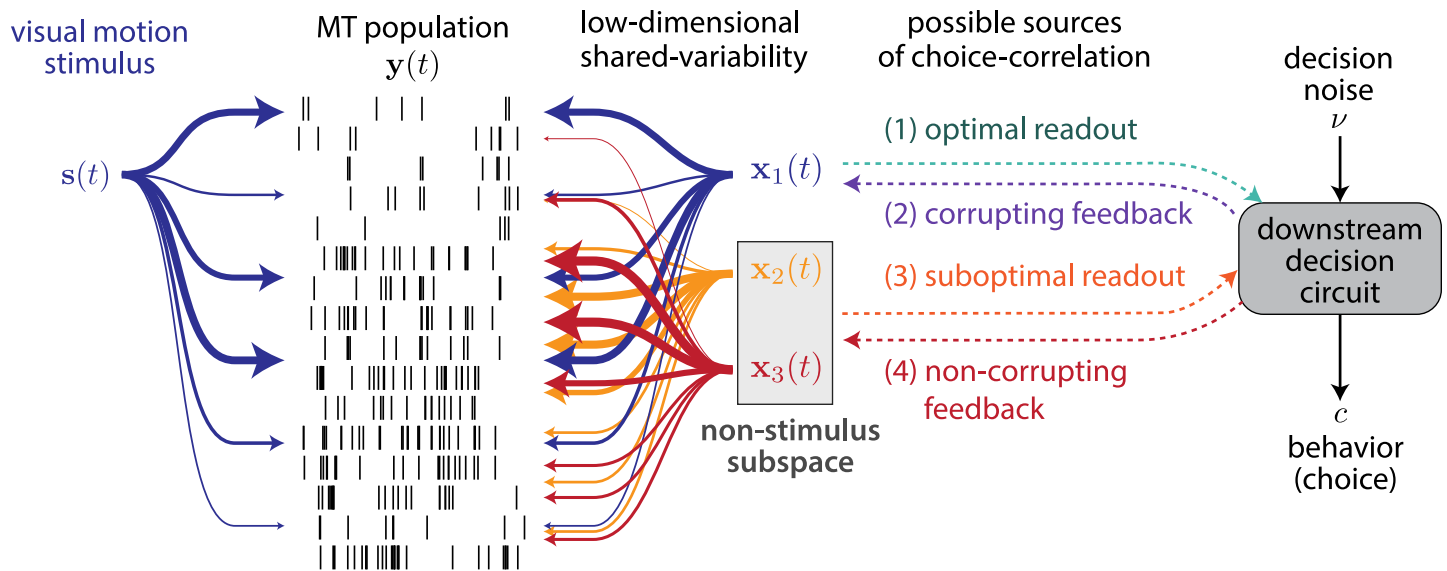 visual motion
stimulus
MT population
y(t)
low-dimensional
shared-variability
possible sources
of choice-correlation
decision
noise
ν
s(t)
x₁(t)
x₂(t)
x₃(t)
non-stimulus
subspace
(1) optimal readout
(2) corrupting feedback
(3) suboptimal readout
(4) non-corrupting
feedback
downstream
decision
circuit
c
behavior
(choice)